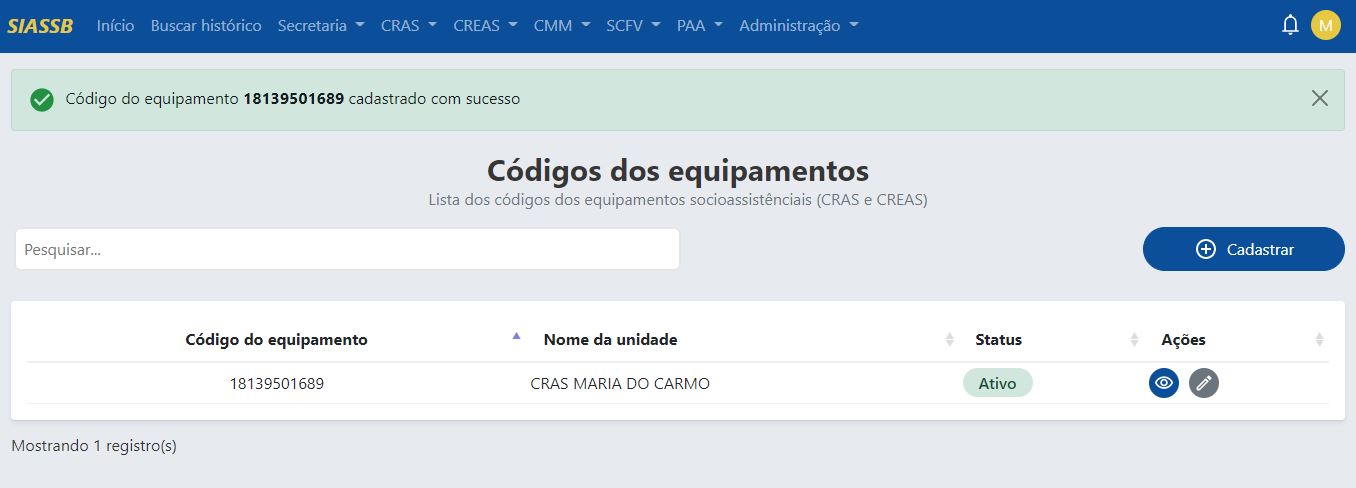 SIASSB Início Buscar histórico Secretaria CRAS CREAS CMM SCFV PAA Administração M
Código do equipamento 18139501689 cadastrado com sucesso
Códigos dos equipamentos
Lista dos códigos dos equipamentos socioassistênciais (CRAS e CREAS)
Pesquisar... Cadastrar
Código do equipamento Nome da unidade Status Ações
18139501689 CRAS MARIA DO CARMO Ativo
Mostrando 1 registro(s)